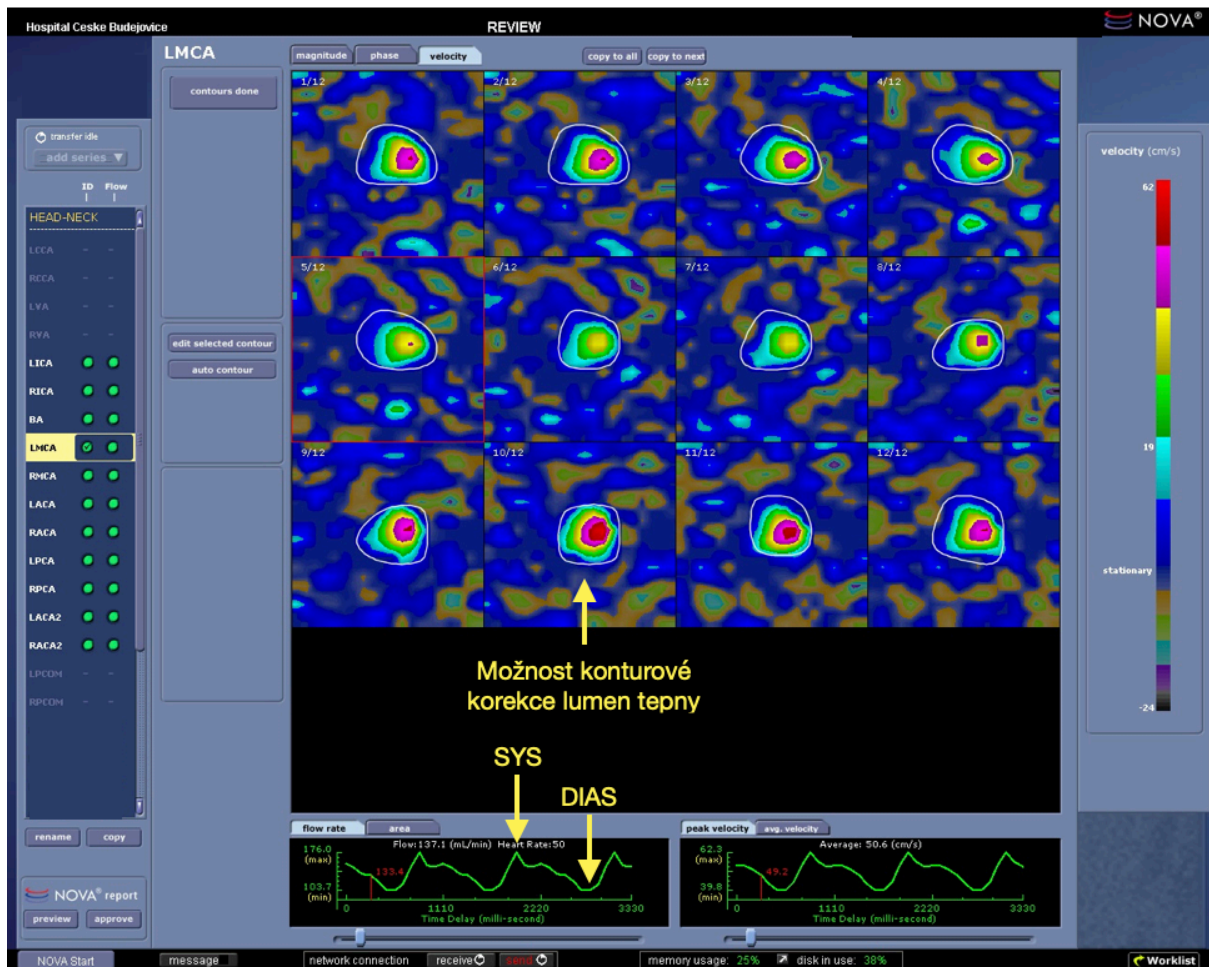 Hospital Ceske Budejovice
REVIEW
NOVA®
LMCA
magnitude phase velocity
copy to all copy to next
contours done
transfer idle
add series ▼
ID Flow
HEAD-NECK
LCCA - -
RCCA - -
LVA - -
RVA - -
LICA
RICA
BA
LMCA
RMCA
LACA
RACA
LPCA
RPCA
LACA2
RACA2
LPCOM - -
RPCOM - -
rename copy
NOVA® report
preview approve
edit selected contour
auto contour
1/12 2/12 3/12 4/12
5/12 6/12 7/12 8/12
9/12 10/12 11/12 12/12
Možnost konturové
korekce lumen tepny
SYS
DIAS
velocity (cm/s)
62
19
stationary
-24
flow rate area
Flow:137.1 (mL/min) Heart Rate:50
176.0
(max)
133.4
103.7
(min)
0 1110 2220 3330
Time Delay (milli-second)
peak velocity avg. velocity
Average: 50.6 (cm/s)
62.3
(max)
49.2
39.8
(min)
0 1110 2220 3330
Time Delay (milli-second)
NOVA Start message network connection receive send memory usage: 25% disk in use: 38% Worklist